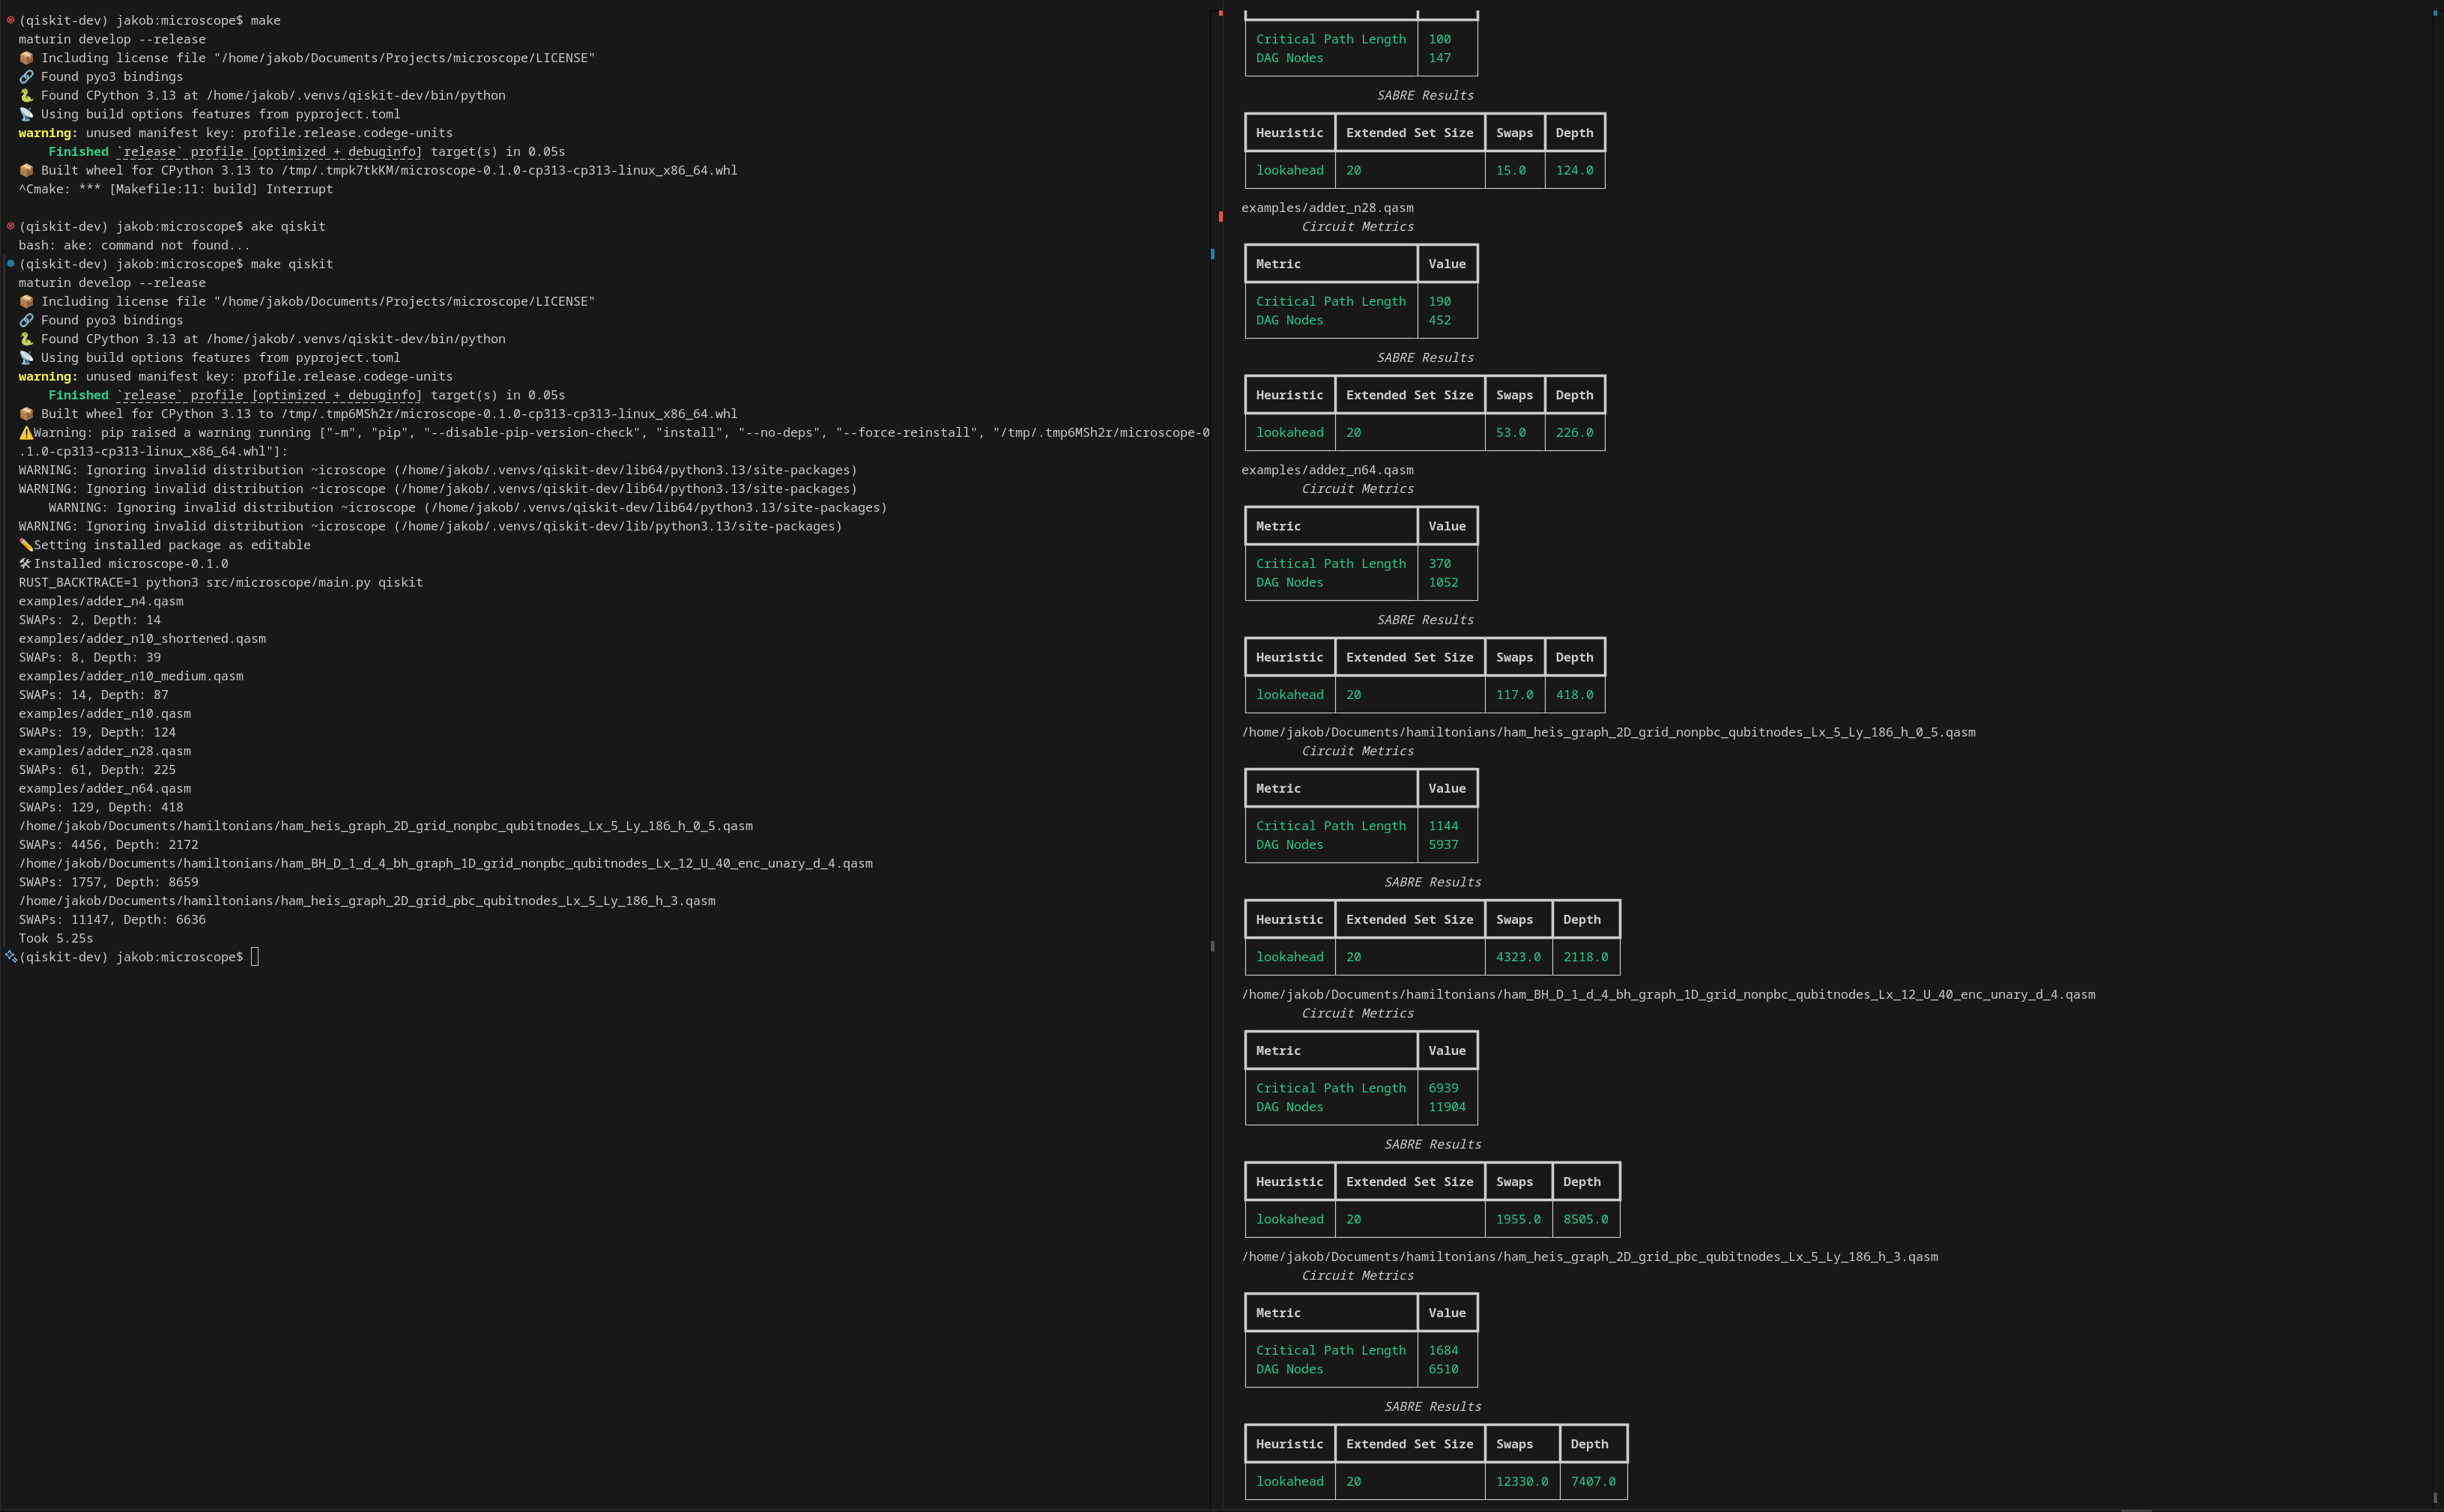 (qiskit-dev) jakob:microscope$ make
maturin develop --release
📦 Including license file "/home/jakob/Documents/Projects/microscope/LICENSE"
🔗 Found pyo3 bindings
🐍 Found CPython 3.13 at /home/jakob/.venvs/qiskit-dev/bin/python
📡 Using build options features from pyproject.toml
warning: unused manifest key: profile.release.codege-units
    Finished `release` profile [optimized + debuginfo] target(s) in 0.05s
📦 Built wheel for CPython 3.13 to /tmp/.tmpk7tkKM/microscope-0.1.0-cp313-cp313-linux_x86_64.whl
^Cmake: *** [Makefile:11: build] Interrupt
(qiskit-dev) jakob:microscope$ ake qiskit
bash: ake: command not found...
(qiskit-dev) jakob:microscope$ make qiskit
maturin develop --release
📦 Including license file "/home/jakob/Documents/Projects/microscope/LICENSE"
🔗 Found pyo3 bindings
🐍 Found CPython 3.13 at /home/jakob/.venvs/qiskit-dev/bin/python
📡 Using build options features from pyproject.toml
warning: unused manifest key: profile.release.codege-units
    Finished `release` profile [optimized + debuginfo] target(s) in 0.05s
📦 Built wheel for CPython 3.13 to /tmp/.tmp6MSh2r/microscope-0.1.0-cp313-cp313-linux_x86_64.whl
⚠️Warning: pip raised a warning running ["-m", "pip", "--disable-pip-version-check", "install", "--no-deps", "--force-reinstall", "/tmp/.tmp6MSh2r/microscope-0
.1.0-cp313-cp313-linux_x86_64.whl"]:
WARNING: Ignoring invalid distribution ~icroscope (/home/jakob/.venvs/qiskit-dev/lib64/python3.13/site-packages)
WARNING: Ignoring invalid distribution ~icroscope (/home/jakob/.venvs/qiskit-dev/lib64/python3.13/site-packages)
    WARNING: Ignoring invalid distribution ~icroscope (/home/jakob/.venvs/qiskit-dev/lib64/python3.13/site-packages)
WARNING: Ignoring invalid distribution ~icroscope (/home/jakob/.venvs/qiskit-dev/lib/python3.13/site-packages)
✏️Setting installed package as editable
🛠 Installed microscope-0.1.0
RUST_BACKTRACE=1 python3 src/microscope/main.py qiskit
examples/adder_n4.qasm
SWAPs: 2, Depth: 14
examples/adder_n10_shortened.qasm
SWAPs: 8, Depth: 39
examples/adder_n10_medium.qasm
SWAPs: 14, Depth: 87
examples/adder_n10.qasm
SWAPs: 19, Depth: 124
examples/adder_n28.qasm
SWAPs: 61, Depth: 225
examples/adder_n64.qasm
SWAPs: 129, Depth: 418
/home/jakob/Documents/hamiltonians/ham_heis_graph_2D_grid_nonpbc_qubitnodes_Lx_5_Ly_186_h_0_5.qasm
SWAPs: 4456, Depth: 2172
/home/jakob/Documents/hamiltonians/ham_BH_D_1_d_4_bh_graph_1D_grid_nonpbc_qubitnodes_Lx_12_U_40_enc_unary_d_4.qasm
SWAPs: 1757, Depth: 8659
/home/jakob/Documents/hamiltonians/ham_heis_graph_2D_grid_pbc_qubitnodes_Lx_5_Ly_186_h_3.qasm
SWAPs: 11147, Depth: 6636
Took 5.25s
(qiskit-dev) jakob:microscope$
Critical Path Length 100
DAG Nodes 147
SABRE Results
Heuristic Extended Set Size Swaps Depth
lookahead 20 15.0 124.0
examples/adder_n28.qasm
Circuit Metrics
Metric Value
Critical Path Length 190
DAG Nodes 452
SABRE Results
Heuristic Extended Set Size Swaps Depth
lookahead 20 53.0 226.0
examples/adder_n64.qasm
Circuit Metrics
Metric Value
Critical Path Length 370
DAG Nodes 1052
SABRE Results
Heuristic Extended Set Size Swaps Depth
lookahead 20 117.0 418.0
/home/jakob/Documents/hamiltonians/ham_heis_graph_2D_grid_nonpbc_qubitnodes_Lx_5_Ly_186_h_0_5.qasm
Circuit Metrics
Metric Value
Critical Path Length 1144
DAG Nodes 5937
SABRE Results
Heuristic Extended Set Size Swaps Depth
lookahead 20 4323.0 2118.0
/home/jakob/Documents/hamiltonians/ham_BH_D_1_d_4_bh_graph_1D_grid_nonpbc_qubitnodes_Lx_12_U_40_enc_unary_d_4.qasm
Circuit Metrics
Metric Value
Critical Path Length 6939
DAG Nodes 11904
SABRE Results
Heuristic Extended Set Size Swaps Depth
lookahead 20 1955.0 8505.0
/home/jakob/Documents/hamiltonians/ham_heis_graph_2D_grid_pbc_qubitnodes_Lx_5_Ly_186_h_3.qasm
Circuit Metrics
Metric Value
Critical Path Length 1684
DAG Nodes 6510
SABRE Results
Heuristic Extended Set Size Swaps Depth
lookahead 20 12330.0 7407.0